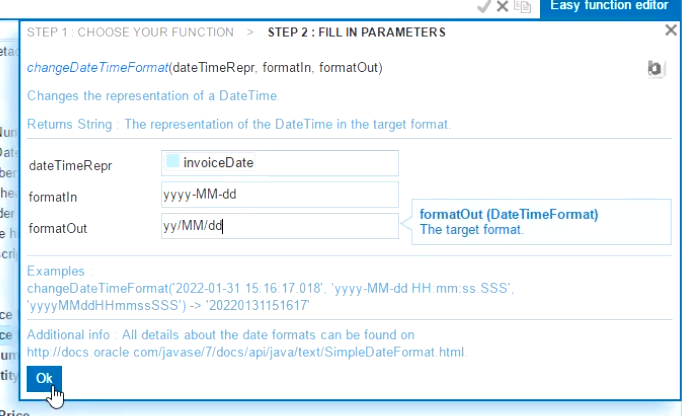 Easy function editor
STEP 1 : CHOOSE YOUR FUNCTION > STEP 2 : FILL IN PARAMETERS
changeDateTimeFormat(dateTimeRepr, formatIn, formatOut)
Changes the representation of a DateTime.
Returns String : The representation of the DateTime in the target format.
dateTimeRepr
invoiceDate
formatIn
yyyy-MM-dd
formatOut
yy/MM/dd
formatOut (DateTimeFormat)
The target format.
Examples :
changeDateTimeFormat('2022-01-31 15.16.17.018', 'yyyy-MM-dd HH:mm:ss.SSS',
'yyyyMMddHHmmssSSS') -> '20220131151617'
Additional info : All details about the date formats can be found on
http://docs.oracle.com/javase/7/docs/api/java/text/SimpleDateFormat.html.
Ok
Price